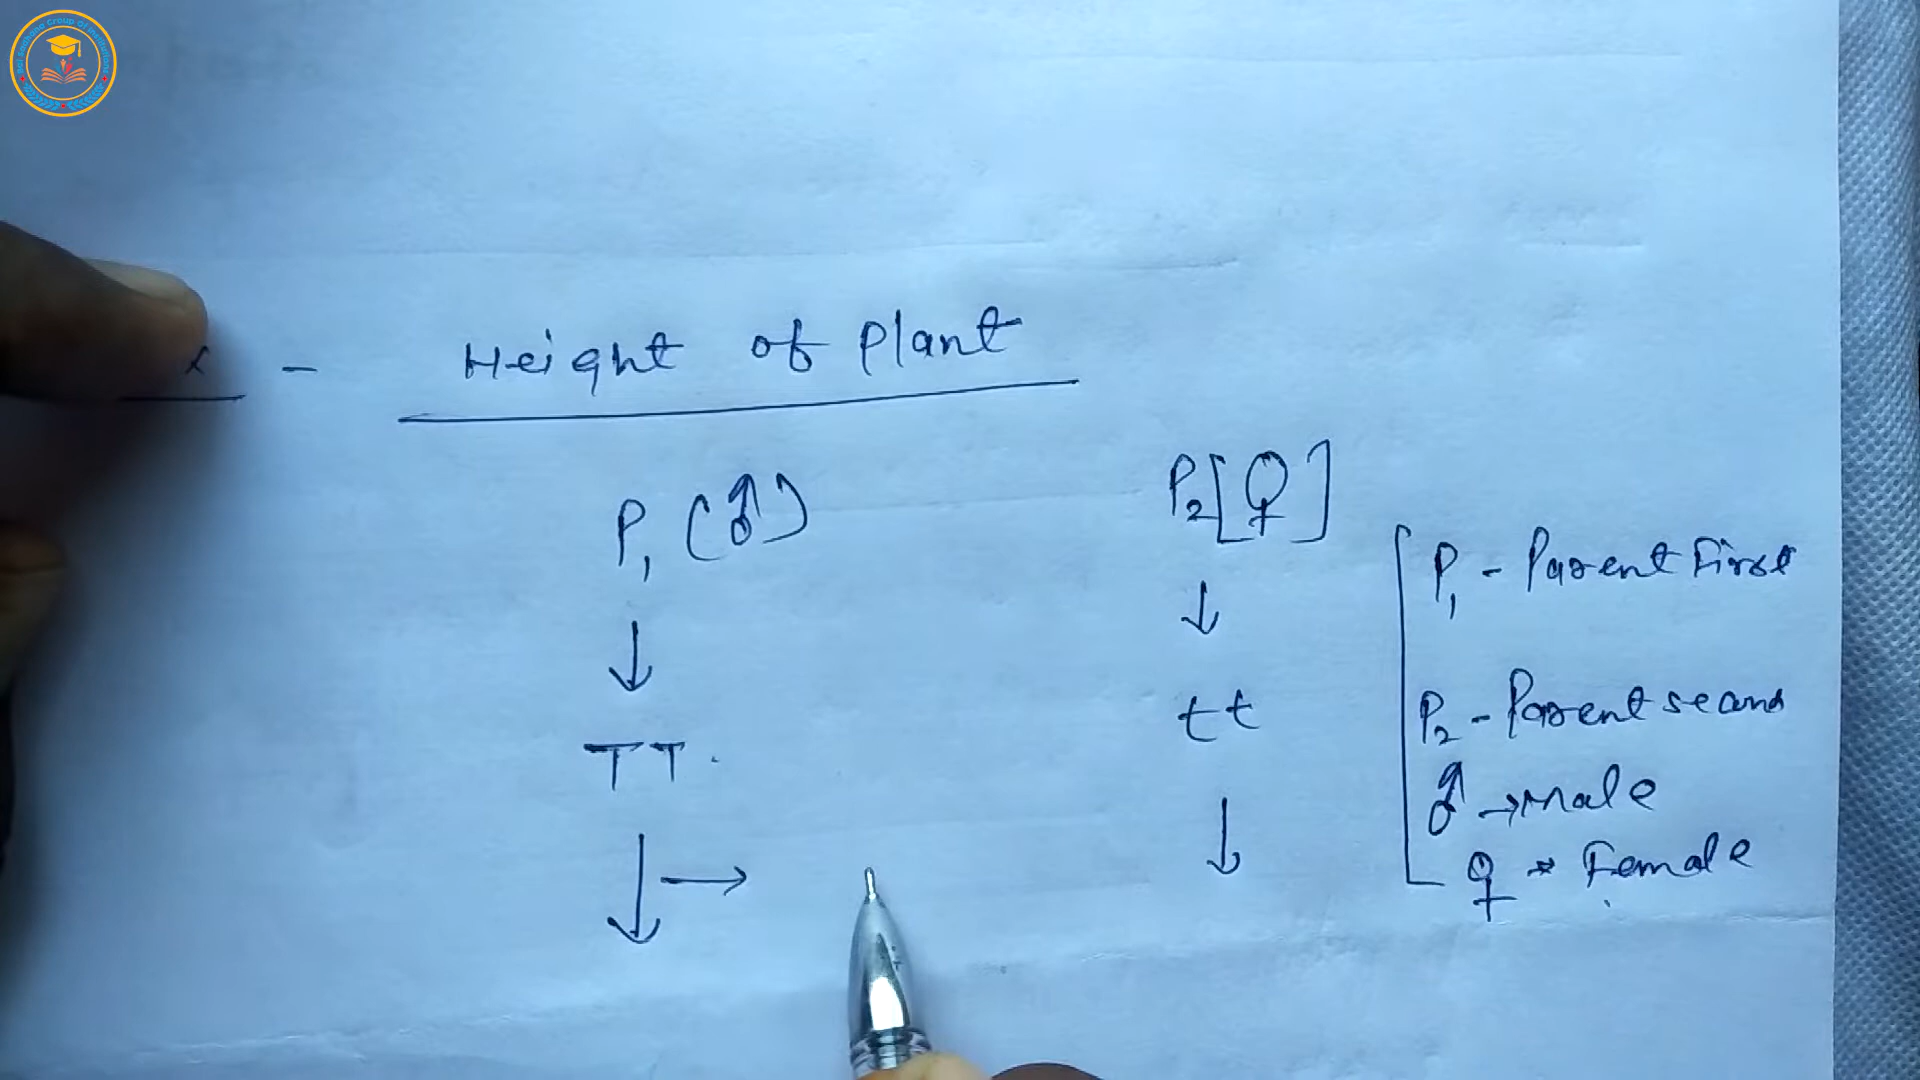 - Height of Plant
P1 (♂)
P2 [♀]
↓
↓
TT.
tt
↓ →
↓
P1 - Parent First
P2 - Parent second
♂ → Male
♀ → Female